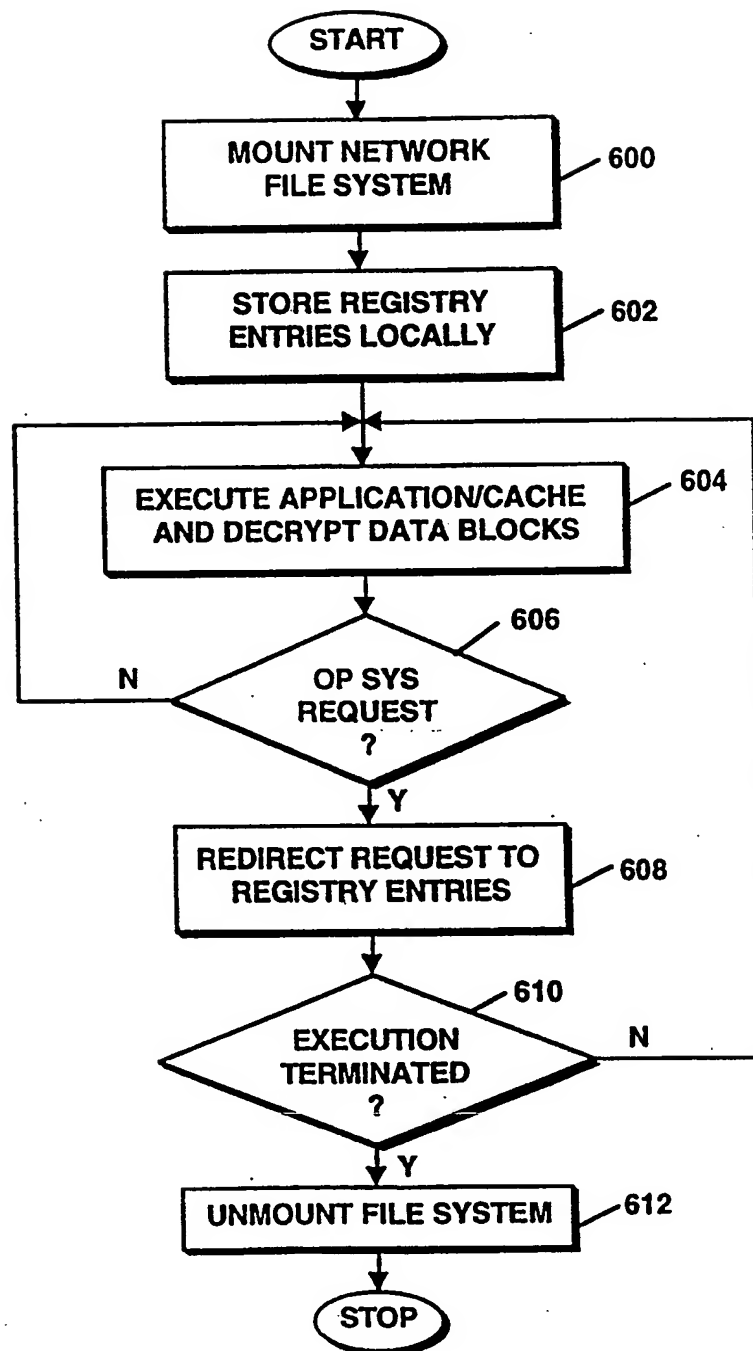 START
MOUNT NETWORK
FILE SYSTEM
600
STORE REGISTRY
ENTRIES LOCALLY
602
EXECUTE APPLICATION/CACHE
AND DECRYPT DATA BLOCKS
604
606
OP SYS
REQUEST
?
N
Y
REDIRECT REQUEST TO
REGISTRY ENTRIES
608
610
EXECUTION
TERMINATED
?
N
Y
UNMOUNT FILE SYSTEM
612
STOP